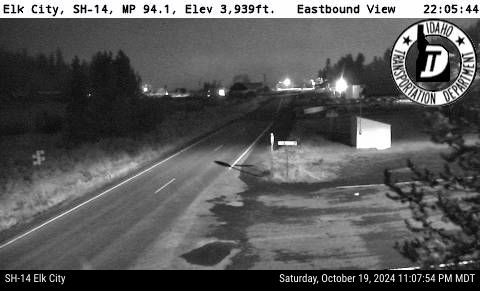 Elk City, SH-14, MP 94.1, Elev 3,939ft. Eastbound View 22:05:44
IDAHO
TRANSPORTATION DEPARTMENT
SH-14 Elk City Saturday, October 19, 2024 11:07:54 PM MDT